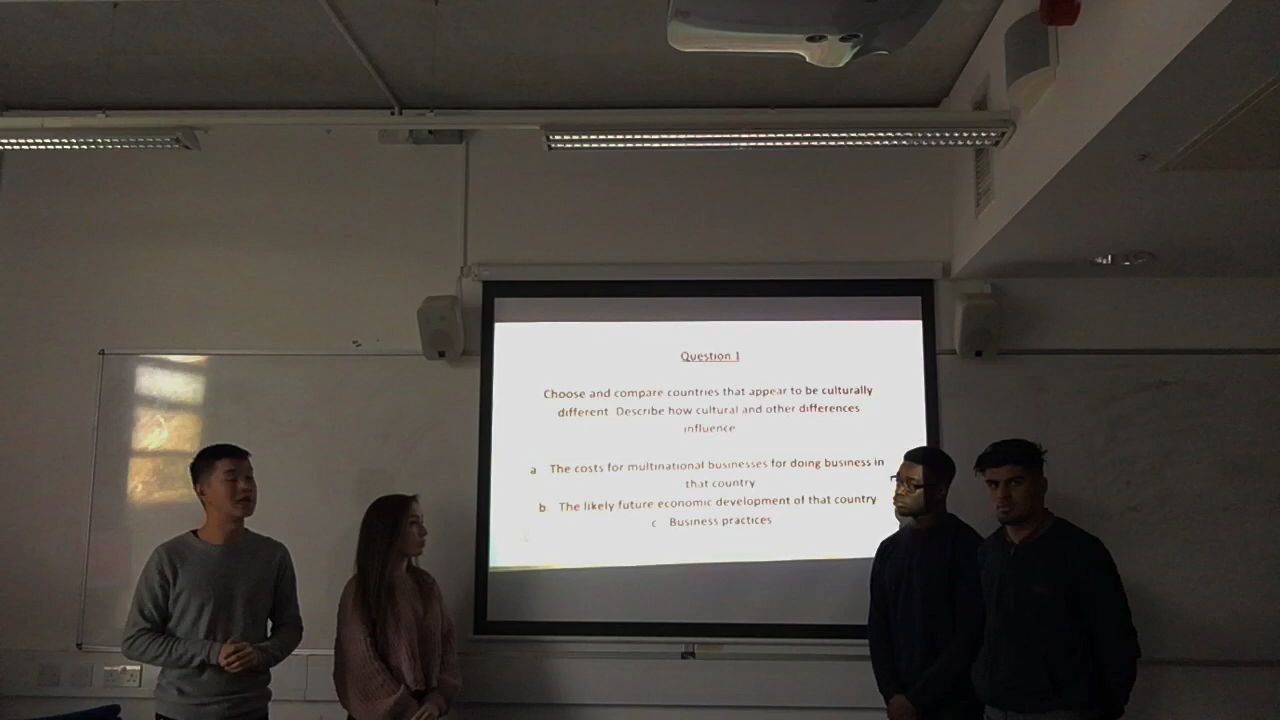 Question 1
Choose and compare countries that appear to be culturally
different Describe how cultural and other differences
influence
a The costs for multinational businesses for doing business in
that country
b. The likely future economic development of that country
c Business practices